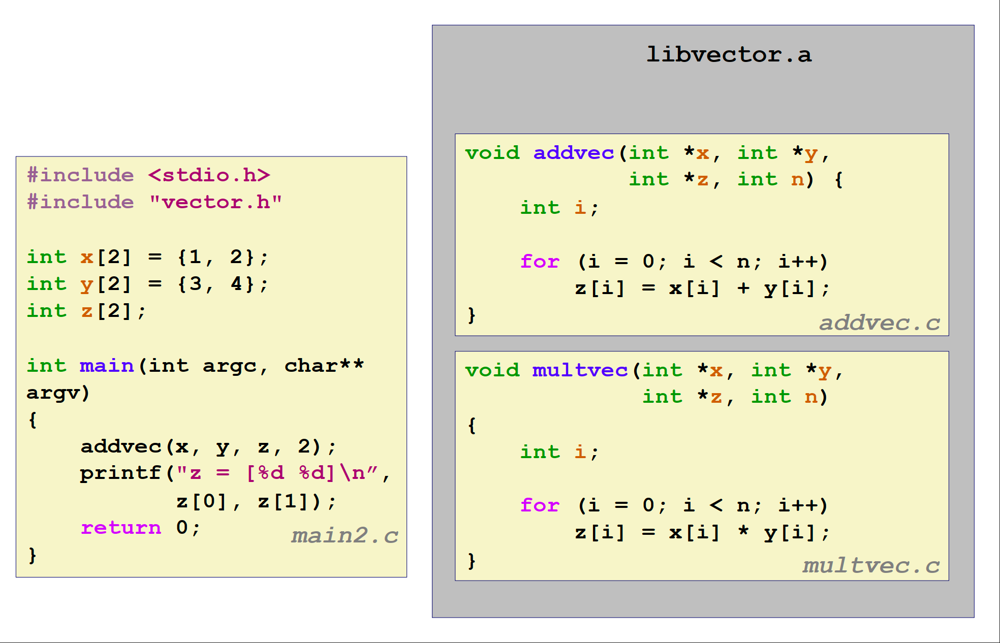 #include <stdio.h>
#include "vector.h"
int x[2] = {1, 2};
int y[2] = {3, 4};
int z[2];
int main(int argc, char**
argv)
{
    addvec(x, y, z, 2);
    printf("z = [%d %d]\n”,
           z[0], z[1]);
    return 0;
}
main2.c
libvector.a
void addvec(int *x, int *y,
            int *z, int n) {
    int i;
    for (i = 0; i < n; i++)
        z[i] = x[i] + y[i];
}
addvec.c
void multvec(int *x, int *y,
             int *z, int n)
{
    int i;
    for (i = 0; i < n; i++)
        z[i] = x[i] * y[i];
}
multvec.c